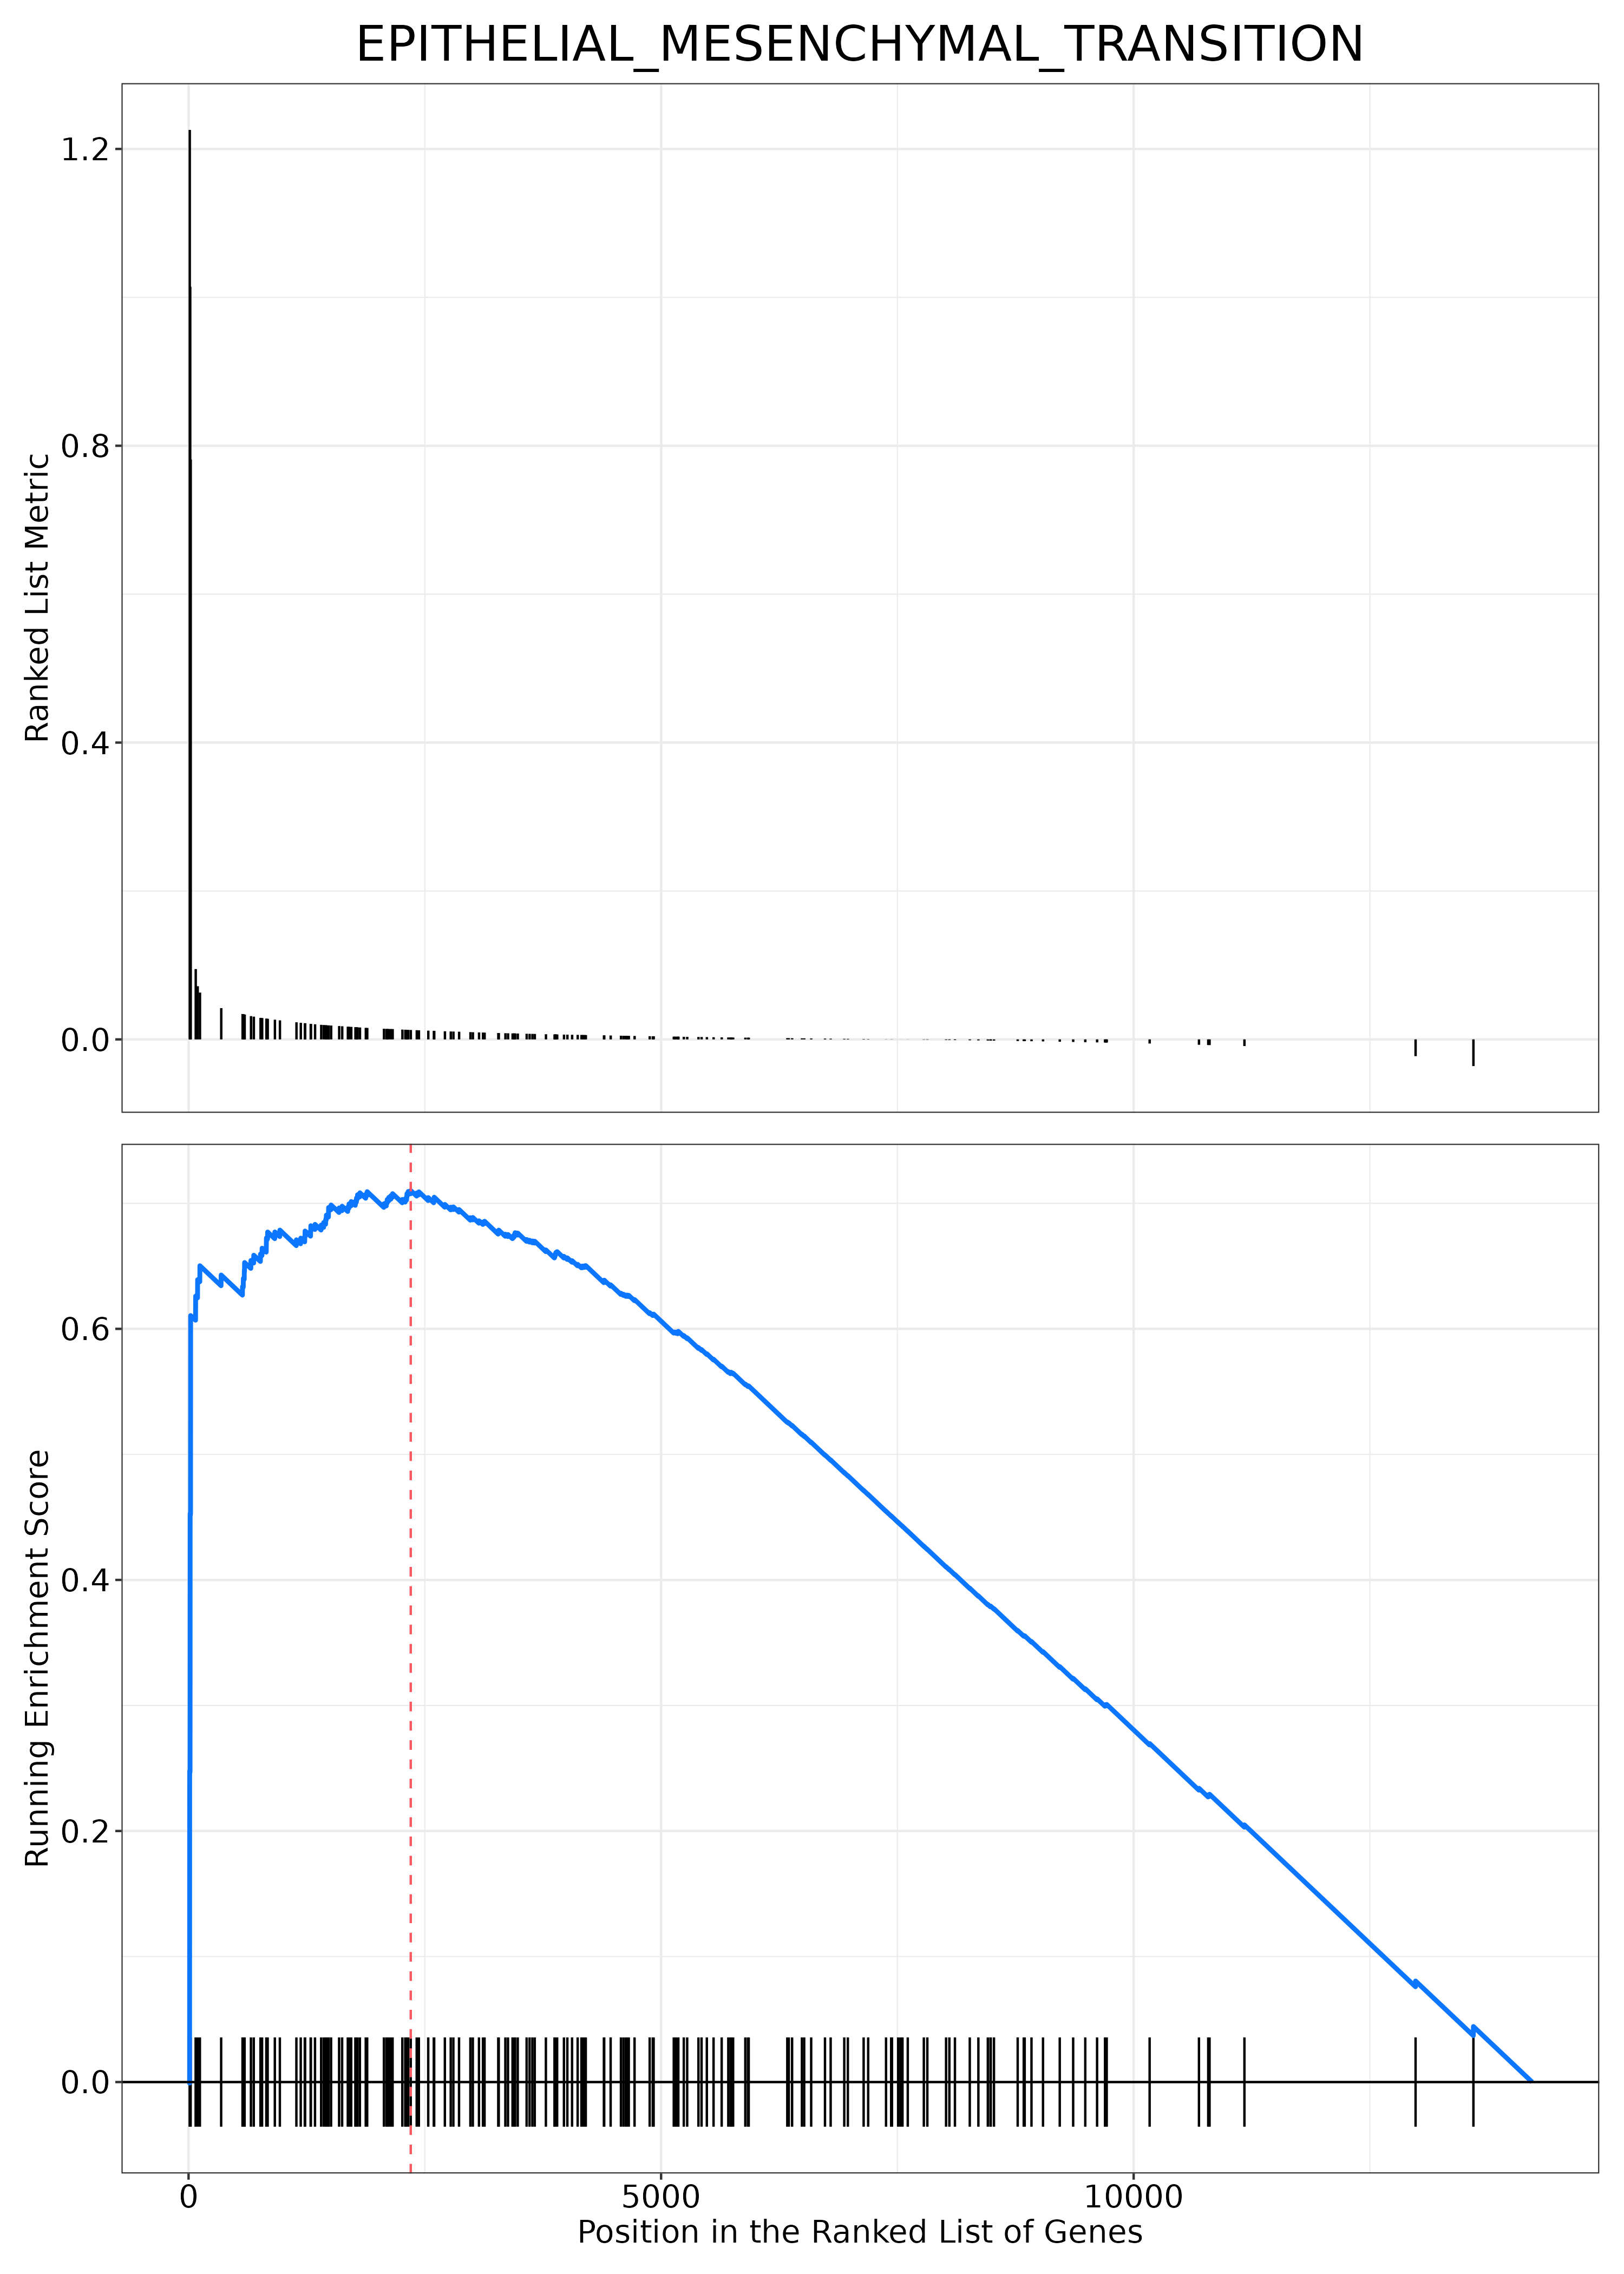 EPITHELIAL_MESENCHYMAL_TRANSITION
Ranked List Metric
1.2
0.8
0.4
0.0
Running Enrichment Score
0.6
0.4
0.2
0.0
0 5000 10000
Position in the Ranked List of Genes